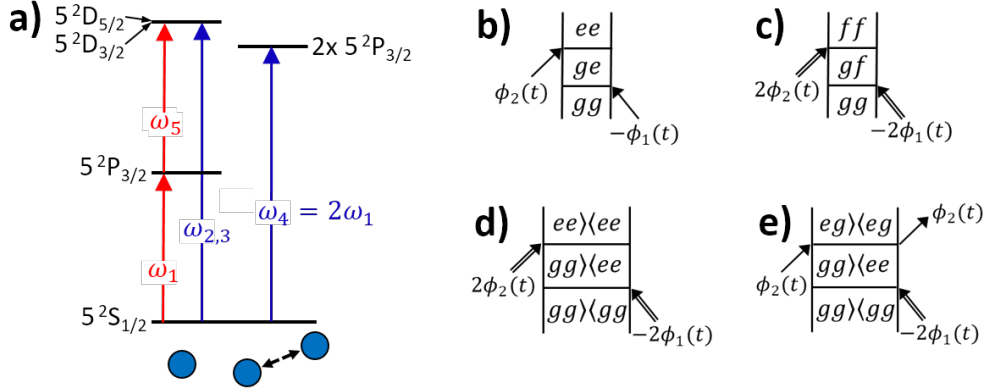 a)
5 ²D₅/₂
5 ²D₃/₂
2x 5 ²P₃/₂
ω₅
5 ²P₃/₂
ω₄ = 2ω₁
ω₂,₃
ω₁
5 ²S₁/₂
b)
ee
ge
gg
ϕ₂(t)
−ϕ₁(t)
c)
ff
gf
gg
2ϕ₂(t)
−2ϕ₁(t)
d)
ee⟩⟨ee
gg⟩⟨ee
gg⟩⟨gg
2ϕ₂(t)
−2ϕ₁(t)
e)
ϕ₂(t)
eg⟩⟨eg
gg⟩⟨ee
gg⟩⟨gg
ϕ₂(t)
−2ϕ₁(t)